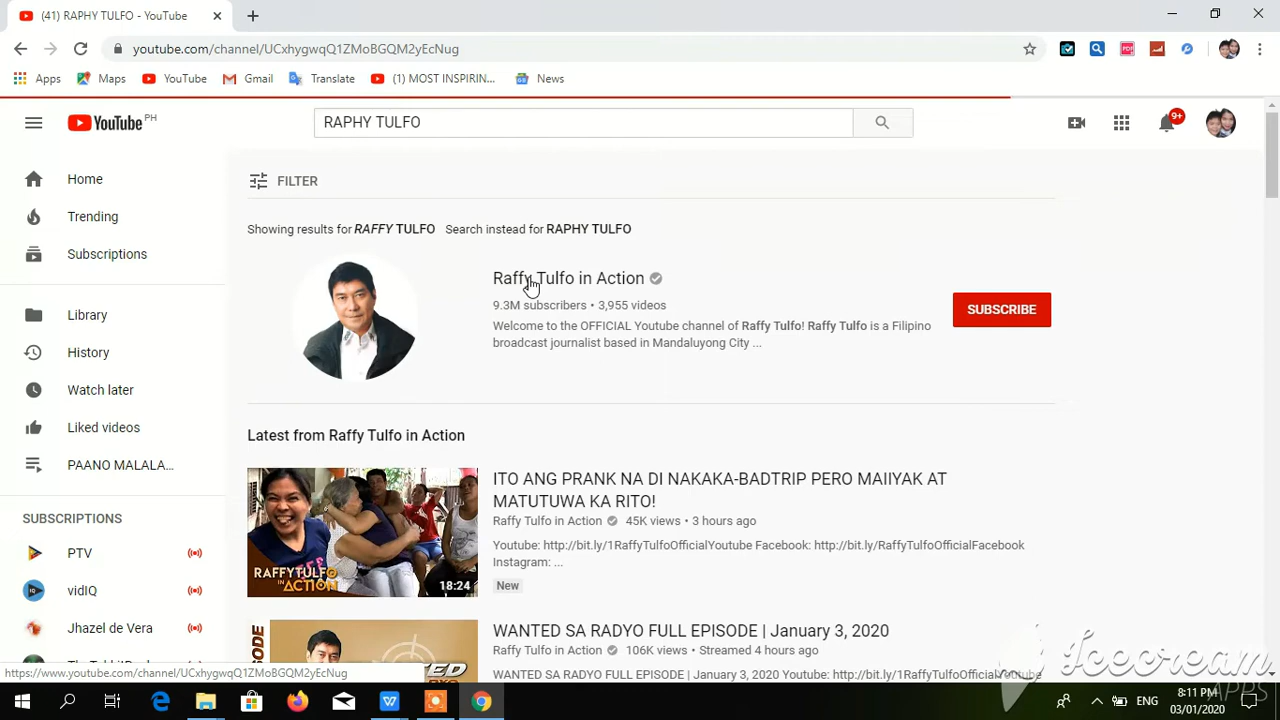 (41) RAPHY TULFO - YouTube
youtube.com/channel/UCxhygwqQ1ZMoBGQM2yEcNug
Apps Maps YouTube Gmail Translate (1) MOST INSPIRIN... News
YouTube PH
RAPHY TULFO
9+
Home
Trending
Subscriptions
Library
History
Watch later
Liked videos
PAANO MALALA...
SUBSCRIPTIONS
PTV
vidIQ
Jhazel de Vera
FILTER
Showing results for RAFFY TULFO Search instead for RAPHY TULFO
Raffy Tulfo in Action
9.3M subscribers • 3,955 videos
Welcome to the OFFICIAL Youtube channel of Raffy Tulfo! Raffy Tulfo is a Filipino
broadcast journalist based in Mandaluyong City ...
SUBSCRIBE
Latest from Raffy Tulfo in Action
RAFFYTULFO
IN ACTION
18:24
ITO ANG PRANK NA DI NAKAKA-BADTRIP PERO MAIIYAK AT
MATUTUWA KA RITO!
Raffy Tulfo in Action 45K views • 3 hours ago
Youtube: http://bit.ly/1RaffyTulfoOfficialYoutube Facebook: http://bit.ly/RaffyTulfoOfficialFacebook
Instagram: ...
New
WANTED SA RADYO FULL EPISODE | January 3, 2020
Raffy Tulfo in Action 106K views • Streamed 4 hours ago
WANTED SA RADYO FULL EPISODE | January 3, 2020
https://www.youtube.com/channel/UCxhygwqQ1ZMoBGQM2yEcNug
Icecream
APPS
ENG
8:11 PM
03/01/2020